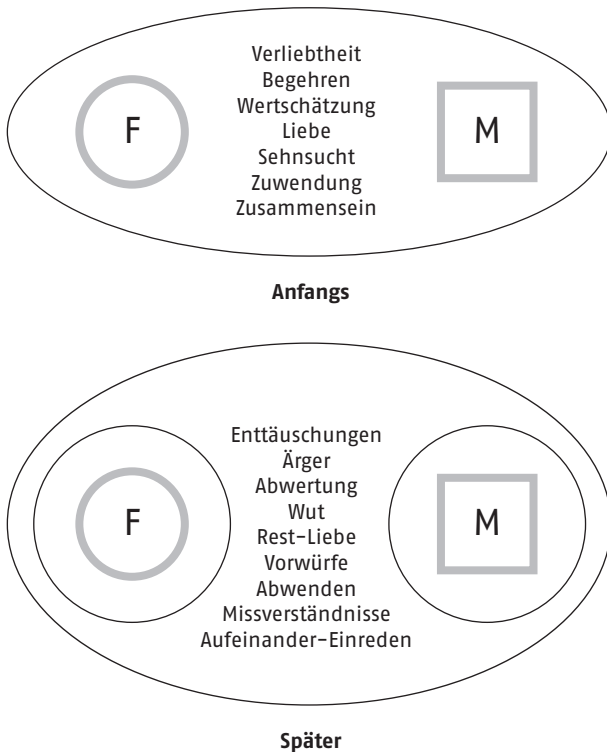 Verliebtheit
Begehren
Wertschätzung
F Liebe M
Sehnsucht
Zuwendung
Zusammensein
Anfangs
Enttäuschungen
Ärger
Abwertung
F Wut M
Rest-Liebe
Vorwürfe
Abwenden
Missverständnisse
Aufeinander-Einreden
Später